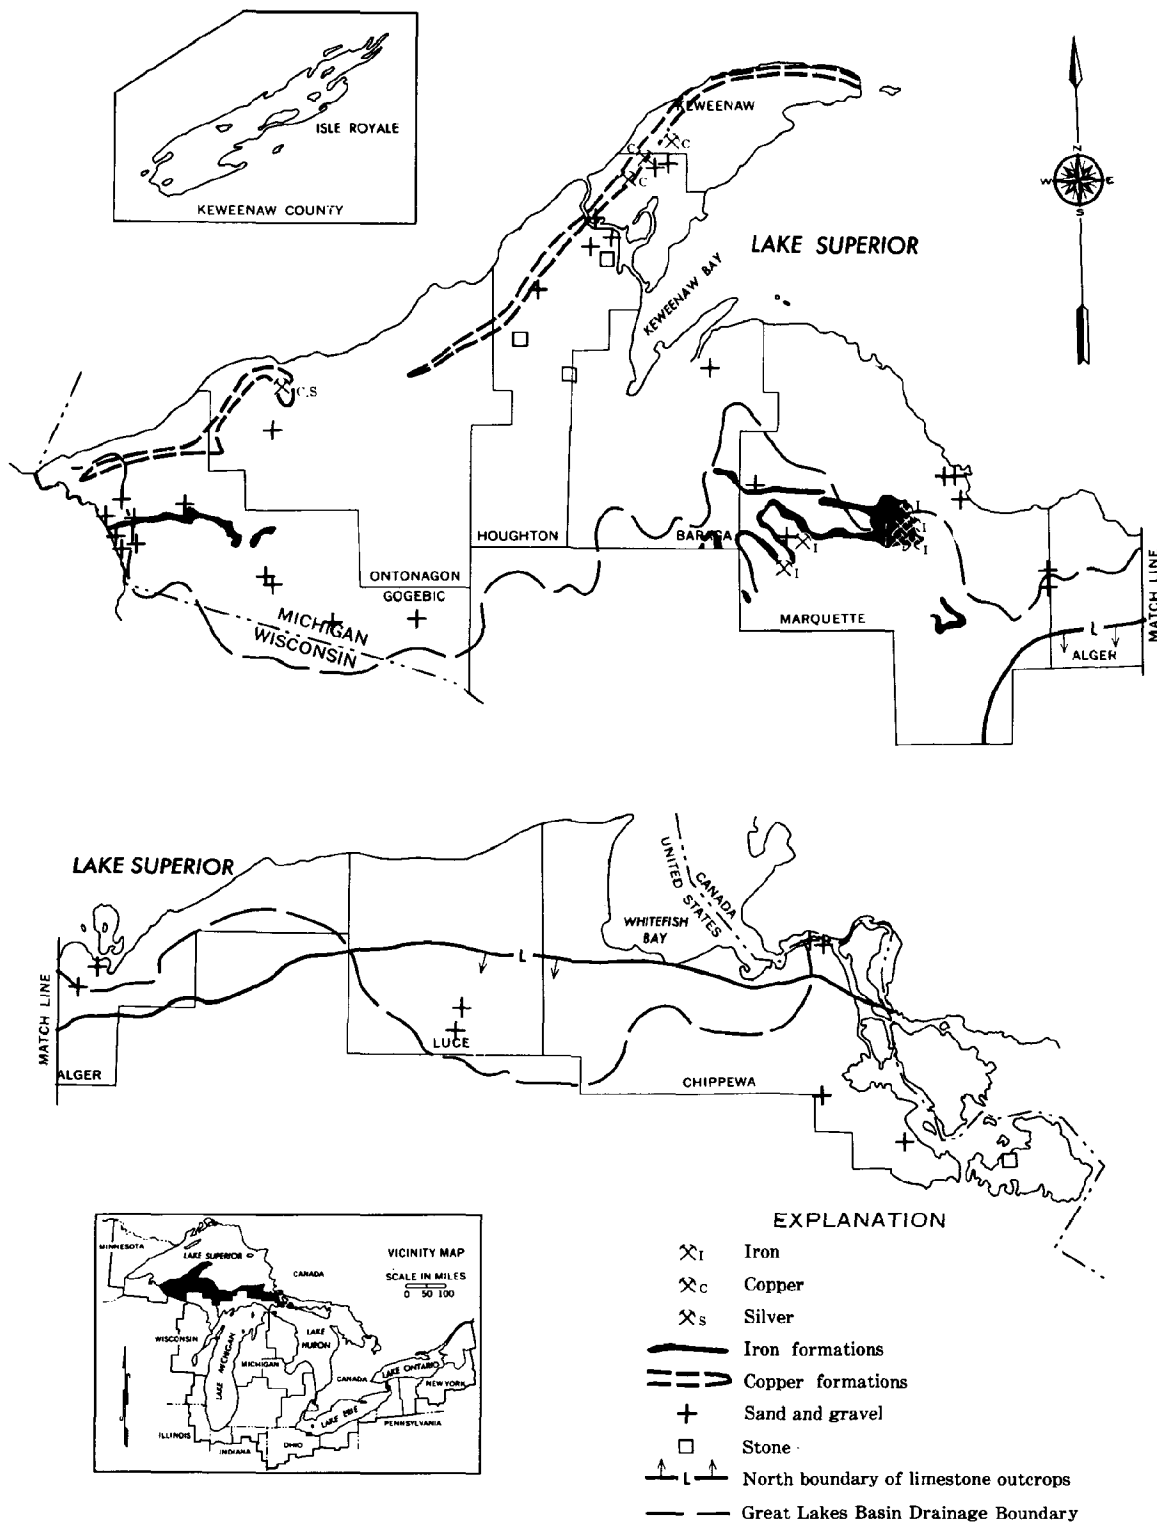 ISLE ROYALE
KEWEENAW COUNTY
KEWEENAW
C
C
C
N
W
E
S
LAKE SUPERIOR
KEWEENAW BAY
C,S
HOUGHTON
BARAGA
I
I
I
I
I
ONTONAGON
GOGEBIC
MICHIGAN
WISCONSIN
MARQUETTE
L
ALGER
MATCH LINE
LAKE SUPERIOR
UNITED STATES
CANADA
WHITEFISH
BAY
L
MATCH LINE
LUCE
ALGER
CHIPPEWA
MINNESOTA
LAKE SUPERIOR
CANADA
VICINITY MAP
SCALE IN MILES
0 50 100
WISCONSIN
LAKE MICHIGAN
MICHIGAN
LAKE
HURON
CANADA
LAKE ONTARIO
NEW YORK
LAKE ERIE
PENNSYLVANIA
ILLINOIS
INDIANA
OHIO
EXPLANATION
I Iron
C Copper
S Silver
Iron formations
Copper formations
Sand and gravel
Stone
L North boundary of limestone outcrops
Great Lakes Basin Drainage Boundary